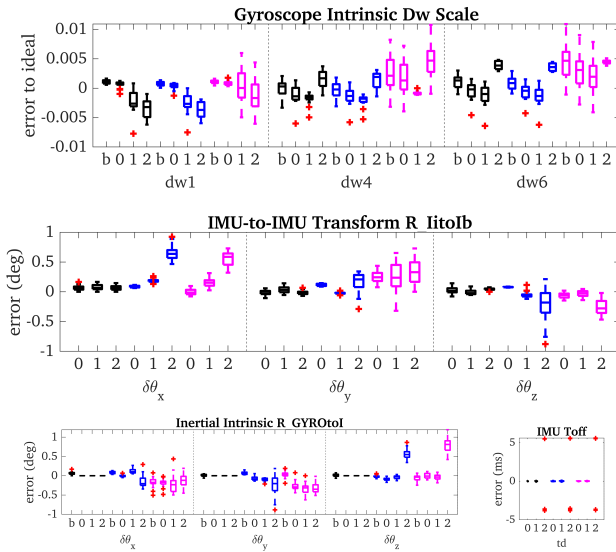 Gyroscope Intrinsic Dw Scale
error to ideal
0.01
0.005
0
-0.005
-0.01
b 0 1 2 b 0 1 2 b 0 1 2 b 0 1 2 b 0 1 2 b 0 1 2 b 0 1 2 b 0 1 2 b 0 1 2
dw1 dw4 dw6
IMU-to-IMU Transform R_IitoIb
error (deg)
1
0.5
0
-0.5
-1
0 1 2 0 1 2 0 1 2 0 1 2 0 1 2 0 1 2 0 1 2 0 1 2 0 1 2
δθx δθy δθz
Inertial Intrinsic R_GYROtoI
error (deg)
1
0.5
0
-0.5
-1
b 0 1 2 b 0 1 2 b 0 1 2 b 0 1 2 b 0 1 2 b 0 1 2 b 0 1 2 b 0 1 2 b 0 1 2
δθx δθy δθz
IMU Toff
error (ms)
5
0
-5
0 1 2 0 1 2 0 1 2
td